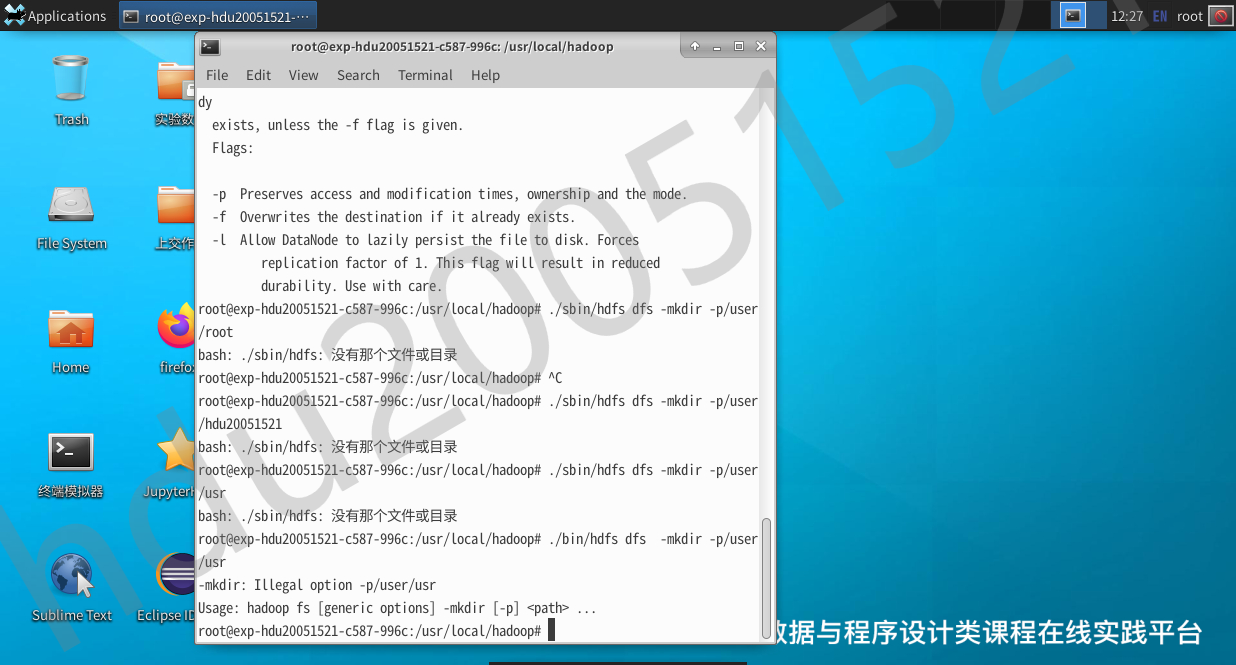 Applications
root@exp-hdu20051521-···
12:27 EN root
root@exp-hdu20051521-c587-996c: /usr/local/hadoop
File Edit View Search Terminal Help
dy
exists, unless the -f flag is given.
Flags:
-p Preserves access and modification times, ownership and the mode.
-f Overwrites the destination if it already exists.
-l Allow DataNode to lazily persist the file to disk. Forces
replication factor of 1. This flag will result in reduced
durability. Use with care.
root@exp-hdu20051521-c587-996c:/usr/local/hadoop# ./sbin/hdfs dfs -mkdir -p/user
/root
bash: ./sbin/hdfs: 没有那个文件或目录
root@exp-hdu20051521-c587-996c:/usr/local/hadoop# ^C
root@exp-hdu20051521-c587-996c:/usr/local/hadoop# ./sbin/hdfs dfs -mkdir -p/user
/hdu20051521
bash: ./sbin/hdfs: 没有那个文件或目录
root@exp-hdu20051521-c587-996c:/usr/local/hadoop# ./sbin/hdfs dfs -mkdir -p/user
/usr
bash: ./sbin/hdfs: 没有那个文件或目录
root@exp-hdu20051521-c587-996c:/usr/local/hadoop# ./bin/hdfs dfs  -mkdir -p/user
/usr
-mkdir: Illegal option -p/user/usr
Usage: hadoop fs [generic options] -mkdir [-p] <path> ...
root@exp-hdu20051521-c587-996c:/usr/local/hadoop#
Trash
实验数
File System
上交作
Home
firefo
终端模拟器
Jupyter
Sublime Text
Eclipse ID
据与程序设计类课程在线实践平台
hdu2005152